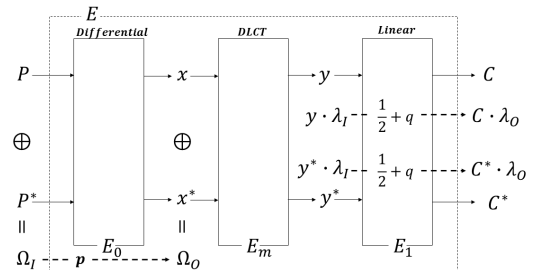 E
Differential DLCT Linear
P x y C
y · λ_I 1/2 + q C · λ_O
⊕ ⊕
y* · λ_I 1/2 + q C* · λ_O
P* x* y* C*
= =
E_0 E_m E_1
Ω_I p Ω_O